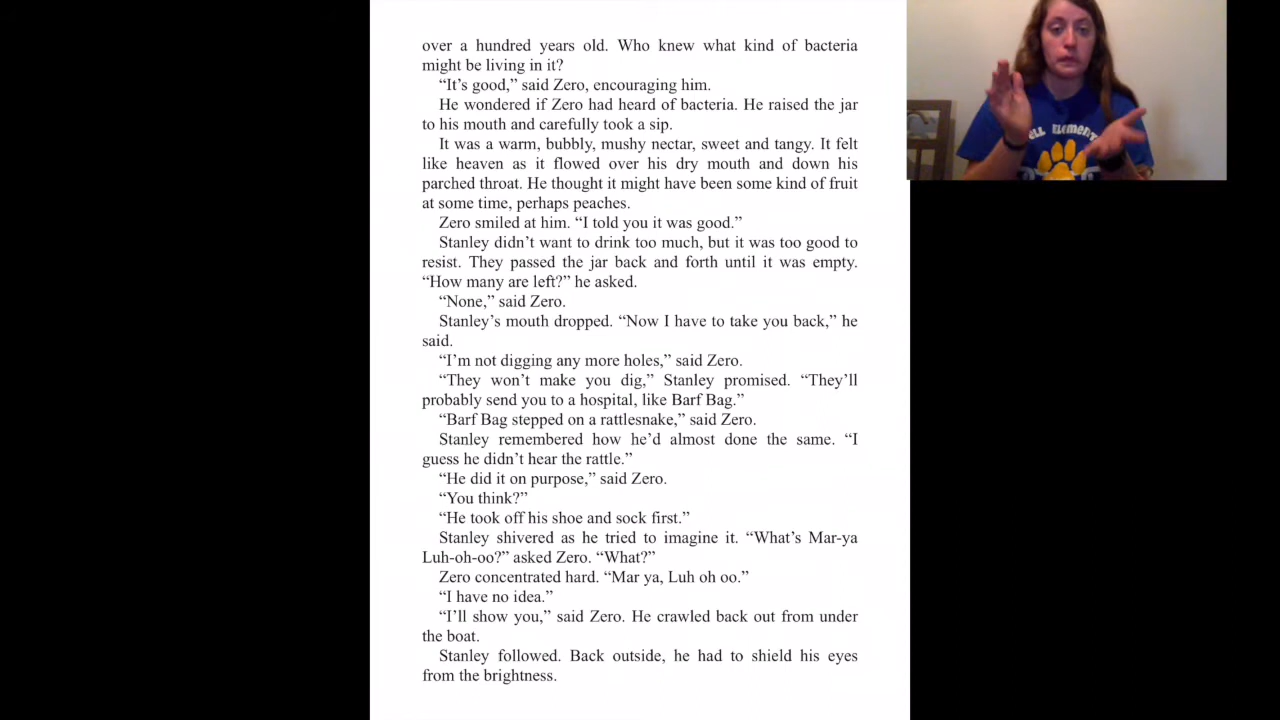 over a hundred years old. Who knew what kind of bacteria
might be living in it?
“It’s good,” said Zero, encouraging him.
He wondered if Zero had heard of bacteria. He raised the jar
to his mouth and carefully took a sip.
It was a warm, bubbly, mushy nectar, sweet and tangy. It felt
like heaven as it flowed over his dry mouth and down his
parched throat. He thought it might have been some kind of fruit
at some time, perhaps peaches.
Zero smiled at him. “I told you it was good.”
Stanley didn’t want to drink too much, but it was too good to
resist. They passed the jar back and forth until it was empty.
“How many are left?” he asked.
“None,” said Zero.
Stanley’s mouth dropped. “Now I have to take you back,” he
said.
“I’m not digging any more holes,” said Zero.
“They won’t make you dig,” Stanley promised. “They’ll
probably send you to a hospital, like Barf Bag.”
“Barf Bag stepped on a rattlesnake,” said Zero.
Stanley remembered how he’d almost done the same. “I
guess he didn’t hear the rattle.”
“He did it on purpose,” said Zero.
“You think?”
“He took off his shoe and sock first.”
Stanley shivered as he tried to imagine it. “What’s Mar-ya
Luh-oh-oo?” asked Zero. “What?”
Zero concentrated hard. “Mar ya, Luh oh oo.”
“I have no idea.”
“I’ll show you,” said Zero. He crawled back out from under
the boat.
Stanley followed. Back outside, he had to shield his eyes
from the brightness.